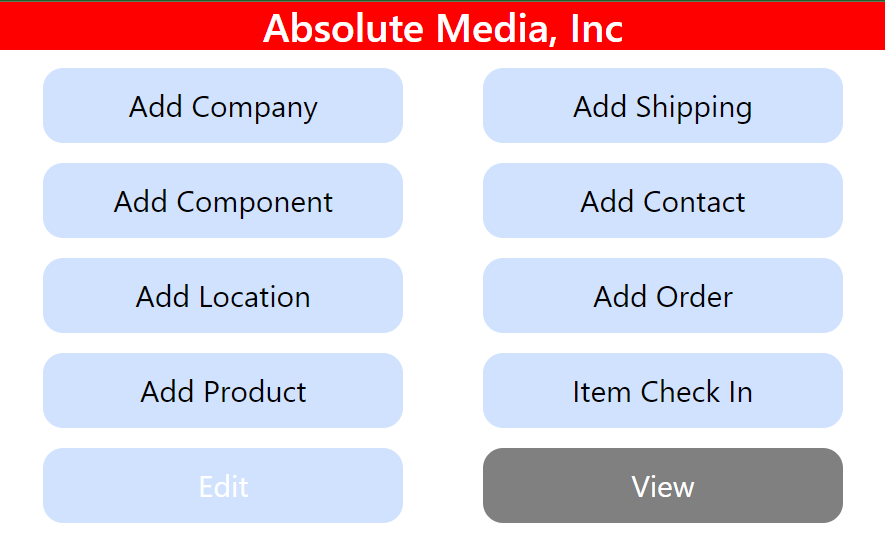 Absolute Media, Inc
Add Company
Add Shipping
Add Component
Add Contact
Add Location
Add Order
Add Product
Item Check In
Edit
View